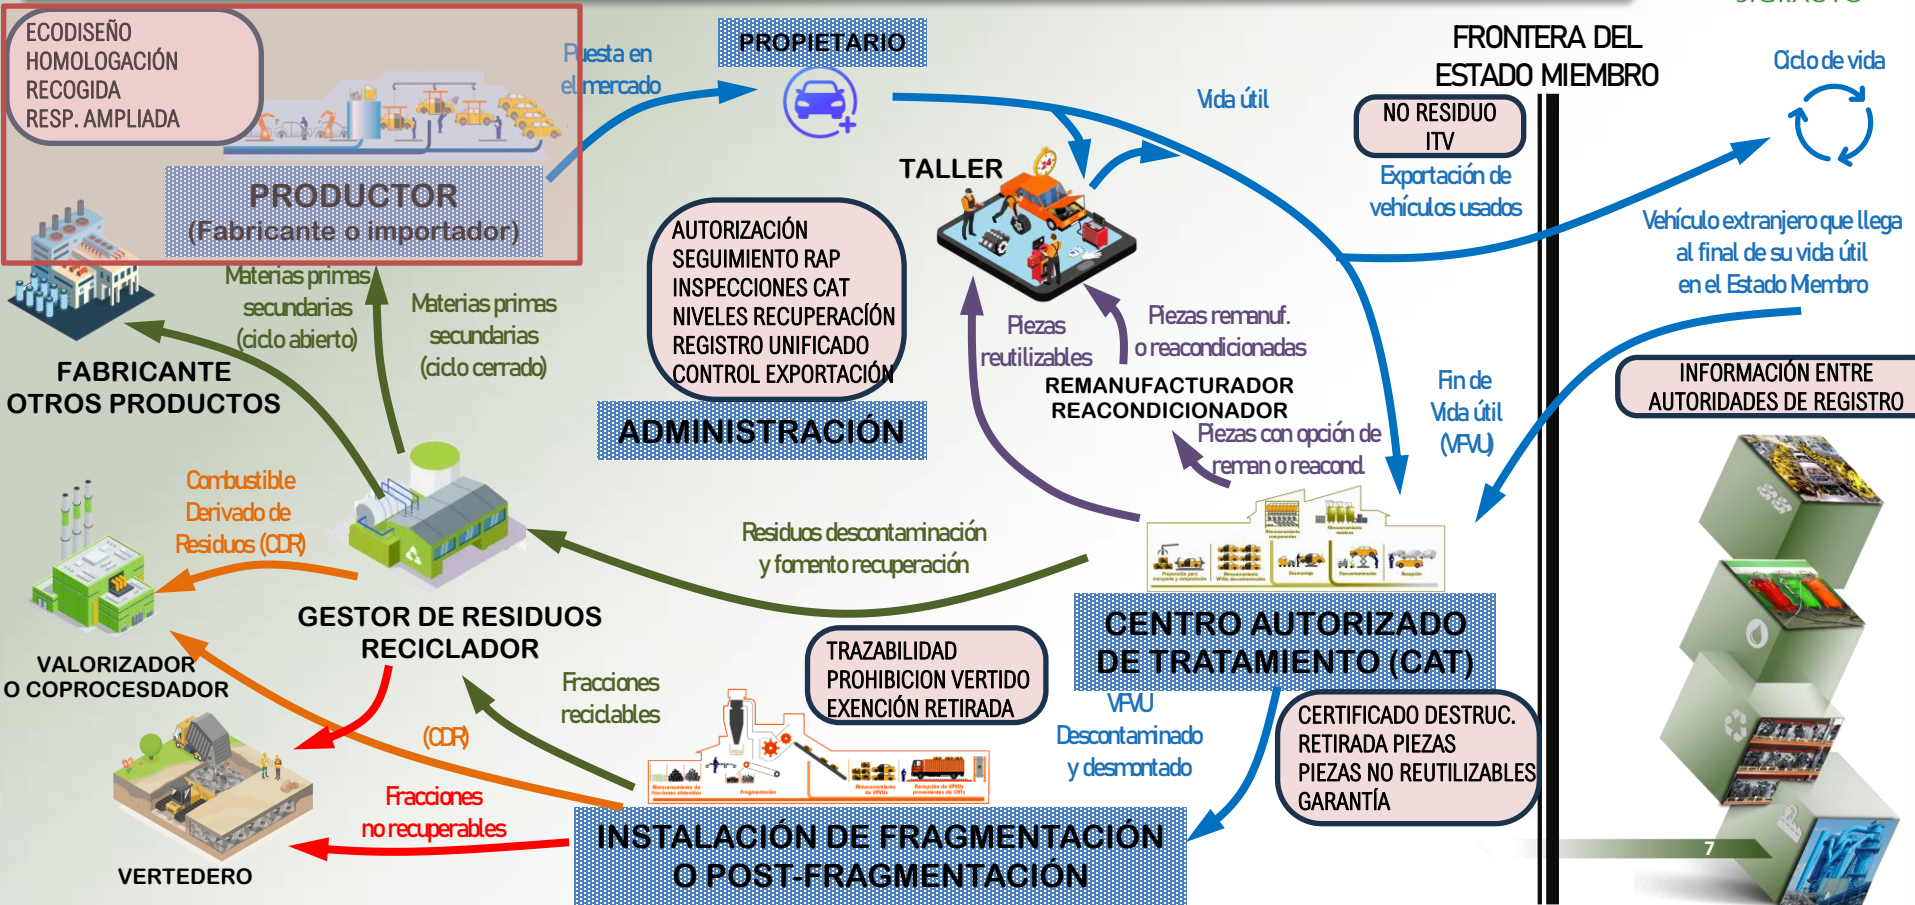 SIGRAUTO
ECODISEÑO
HOMOLOGACIÓN
RECOGIDA
RESP. AMPLIADA
PRODUCTOR
(Fabricante o importador)
Puesta en
el mercado
PROPIETARIO
Vida útil
FRONTERA DEL
ESTADO MIEMBRO
NO RESIDUO
ITV
Exportación de
vehículos usados
Ciclo de vida
Vehículo extranjero que llega
al final de su vida útil
en el Estado Miembro
INFORMACIÓN ENTRE
AUTORIDADES DE REGISTRO
TALLER
AUTORIZACIÓN
SEGUIMIENTO RAP
INSPECCIONES CAT
NIVELES RECUPERACÍÓN
REGISTRO UNIFICADO
CONTROL EXPORTACIÓN
ADMINISTRACIÓN
Materias primas
secundarias
(ciclo abierto)
Materias primas
secundarias
(ciclo cerrado)
FABRICANTE
OTROS PRODUCTOS
Piezas
reutilizables
Piezas remanuf.
o reacondicionadas
REMANUFACTURADOR
REACONDICIONADOR
Piezas con opción de
reman o reacond.
Fin de
Vida útil
(VFVU)
Combustible
Derivado de
Residuos (CDR)
Residuos descontaminación
y fomento recuperación
GESTOR DE RESIDUOS
RECICLADOR
VALORIZADOR
O COPROCESDADOR
CENTRO AUTORIZADO
DE TRATAMIENTO (CAT)
TRAZABILIDAD
PROHIBICION VERTIDO
EXENCIÓN RETIRADA
Fracciones
reciclables
(CDR)
VFVU
Descontaminado
y desmontado
CERTIFICADO DESTRUC.
RETIRADA PIEZAS
PIEZAS NO REUTILIZABLES
GARANTÍA
Fragmentación
Fracciones
no recuperables
VERTEDERO
INSTALACIÓN DE FRAGMENTACIÓN
O POST-FRAGMENTACIÓN
7